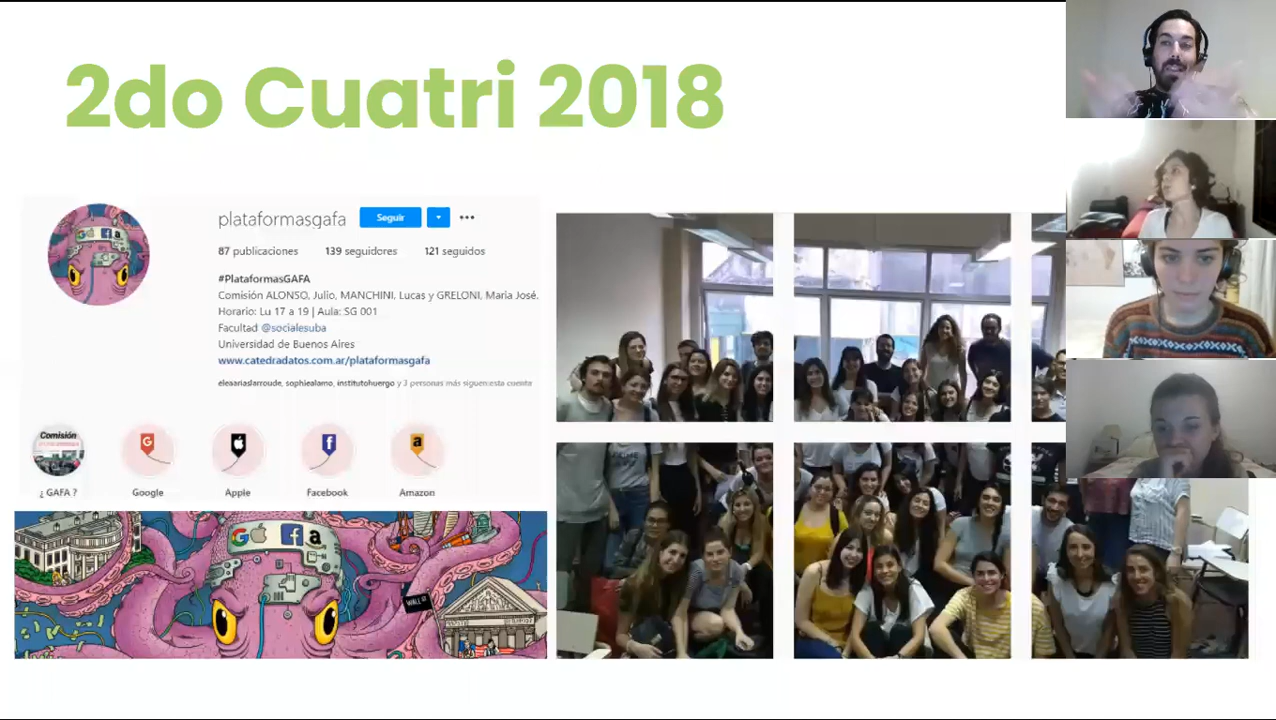 2do Cuatri 2018
plataformasgafa Seguir
87 publicaciones 139 seguidores 121 seguidos
#PlataformasGAFA
Comisión ALONSO, Julio, MANCHINI, Lucas y GRELONI, María José.
Horario: Lu 17 a 19 | Aula: SG 001
Facultad @socialesuba
Universidad de Buenos Aires
www.catedradatos.com.ar/plataformasgafa
eleaariaslarroude, sophiealamo, institutohuergo y 3 personas más siguen esta cuenta
Comisión
¿ GAFA ? Google Apple Facebook Amazon
WALL